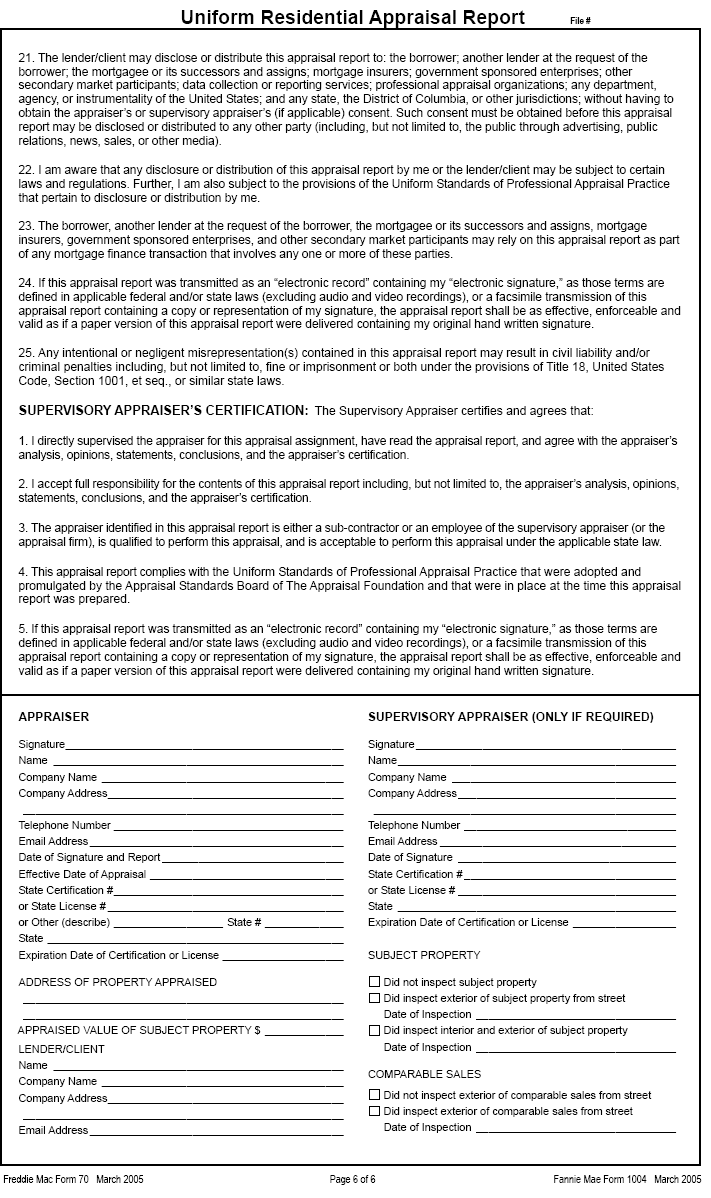 Uniform Residential Appraisal Report File #
21. The lender/client may disclose or distribute this appraisal report to: the borrower; another lender at the request of the
borrower; the mortgagee or its successors and assigns; mortgage insurers; government sponsored enterprises; other
secondary market participants; data collection or reporting services; professional appraisal organizations; any department,
agency, or instrumentality of the United States; and any state, the District of Columbia, or other jurisdictions; without having to
obtain the appraiser's or supervisory appraiser's (if applicable) consent. Such consent must be obtained before this appraisal
report may be disclosed or distributed to any other party (including, but not limited to, the public through advertising, public
relations, news, sales, or other media).
22. I am aware that any disclosure or distribution of this appraisal report by me or the lender/client may be subject to certain
laws and regulations. Further, I am also subject to the provisions of the Uniform Standards of Professional Appraisal Practice
that pertain to disclosure or distribution by me.
23. The borrower, another lender at the request of the borrower, the mortgagee or its successors and assigns, mortgage
insurers, government sponsored enterprises, and other secondary market participants may rely on this appraisal report as part
of any mortgage finance transaction that involves any one or more of these parties.
24. If this appraisal report was transmitted as an “electronic record” containing my “electronic signature,” as those terms are
defined in applicable federal and/or state laws (excluding audio and video recordings), or a facsimile transmission of this
appraisal report containing a copy or representation of my signature, the appraisal report shall be as effective, enforceable and
valid as if a paper version of this appraisal report were delivered containing my original hand written signature.
25. Any intentional or negligent misrepresentation(s) contained in this appraisal report may result in civil liability and/or
criminal penalties including, but not limited to, fine or imprisonment or both under the provisions of Title 18, United States
Code, Section 1001, et seq., or similar state laws.
SUPERVISORY APPRAISER'S CERTIFICATION: The Supervisory Appraiser certifies and agrees that:
1. I directly supervised the appraiser for this appraisal assignment, have read the appraisal report, and agree with the appraiser's
analysis, opinions, statements, conclusions, and the appraiser's certification.
2. I accept full responsibility for the contents of this appraisal report including, but not limited to, the appraiser's analysis, opinions,
statements, conclusions, and the appraiser's certification.
3. The appraiser identified in this appraisal report is either a sub-contractor or an employee of the supervisory appraiser (or the
appraisal firm), is qualified to perform this appraisal, and is acceptable to perform this appraisal under the applicable state law.
4. This appraisal report complies with the Uniform Standards of Professional Appraisal Practice that were adopted and
promulgated by the Appraisal Standards Board of The Appraisal Foundation and that were in place at the time this appraisal
report was prepared.
5. If this appraisal report was transmitted as an “electronic record” containing my “electronic signature,” as those terms are
defined in applicable federal and/or state laws (excluding audio and video recordings), or a facsimile transmission of this
appraisal report containing a copy or representation of my signature, the appraisal report shall be as effective, enforceable and
valid as if a paper version of this appraisal report were delivered containing my original hand written signature.
APPRAISER
Signature
Name
Company Name
Company Address
Telephone Number
Email Address
Date of Signature and Report
Effective Date of Appraisal
State Certification #
or State License #
or Other (describe) State #
State
Expiration Date of Certification or License
ADDRESS OF PROPERTY APPRAISED
APPRAISED VALUE OF SUBJECT PROPERTY $
LENDER/CLIENT
Name
Company Name
Company Address
Email Address
SUPERVISORY APPRAISER (ONLY IF REQUIRED)
Signature
Name
Company Name
Company Address
Telephone Number
Email Address
Date of Signature
State Certification #
or State License #
State
Expiration Date of Certification or License
SUBJECT PROPERTY
Did not inspect subject property
Did inspect exterior of subject property from street
Date of Inspection
Did inspect interior and exterior of subject property
Date of Inspection
COMPARABLE SALES
Did not inspect exterior of comparable sales from street
Did inspect exterior of comparable sales from street
Date of Inspection
Freddie Mac Form 70 March 2005 Page 6 of 6 Fannie Mae Form 1004 March 2005